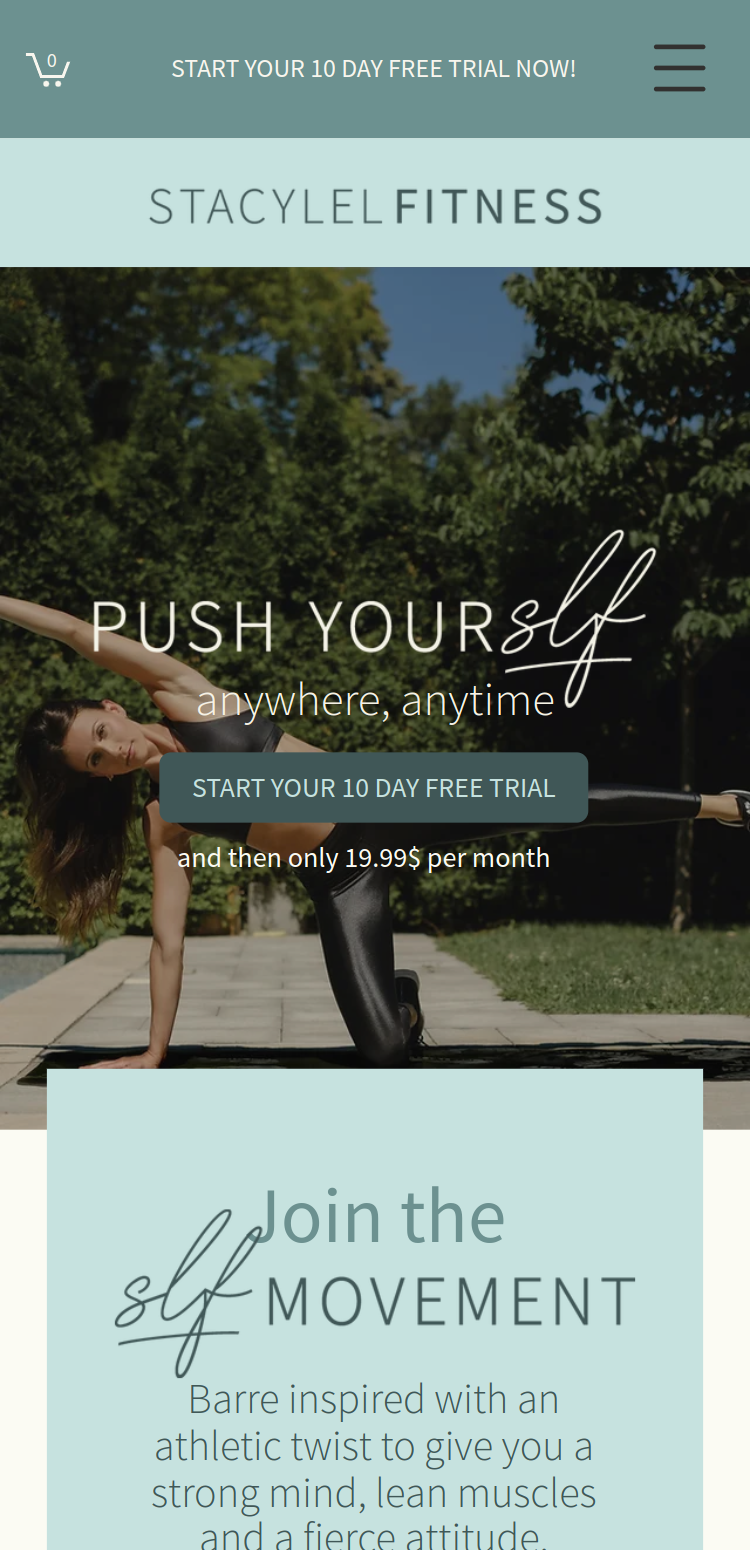 0
START YOUR 10 DAY FREE TRIAL NOW!
STACYLELFITNESS
PUSH YOURslf
anywhere, anytime
START YOUR 10 DAY FREE TRIAL
and then only 19.99$ per month
Join the
slf MOVEMENT
Barre inspired with an
athletic twist to give you a
strong mind, lean muscles
and a fierce attitude.